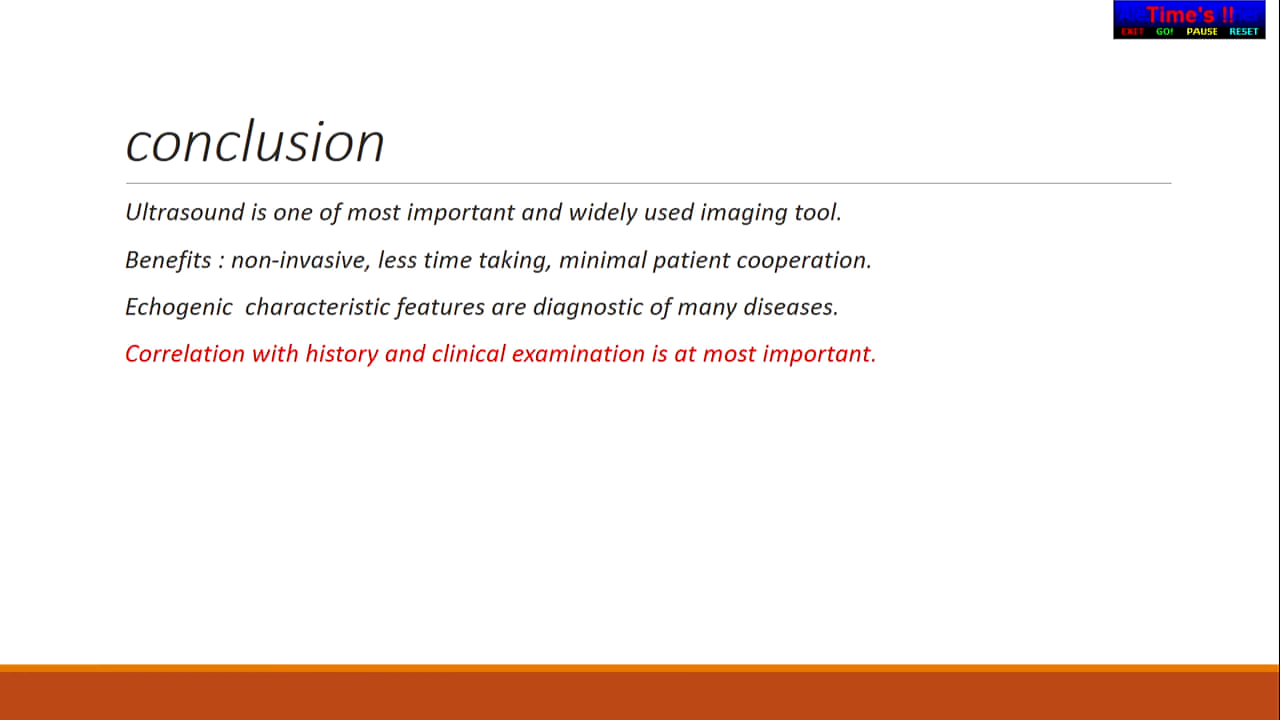 Time's !!
EXIT GO! PAUSE RESET
conclusion
Ultrasound is one of most important and widely used imaging tool.
Benefits : non-invasive, less time taking, minimal patient cooperation.
Echogenic characteristic features are diagnostic of many diseases.
Correlation with history and clinical examination is at most important.